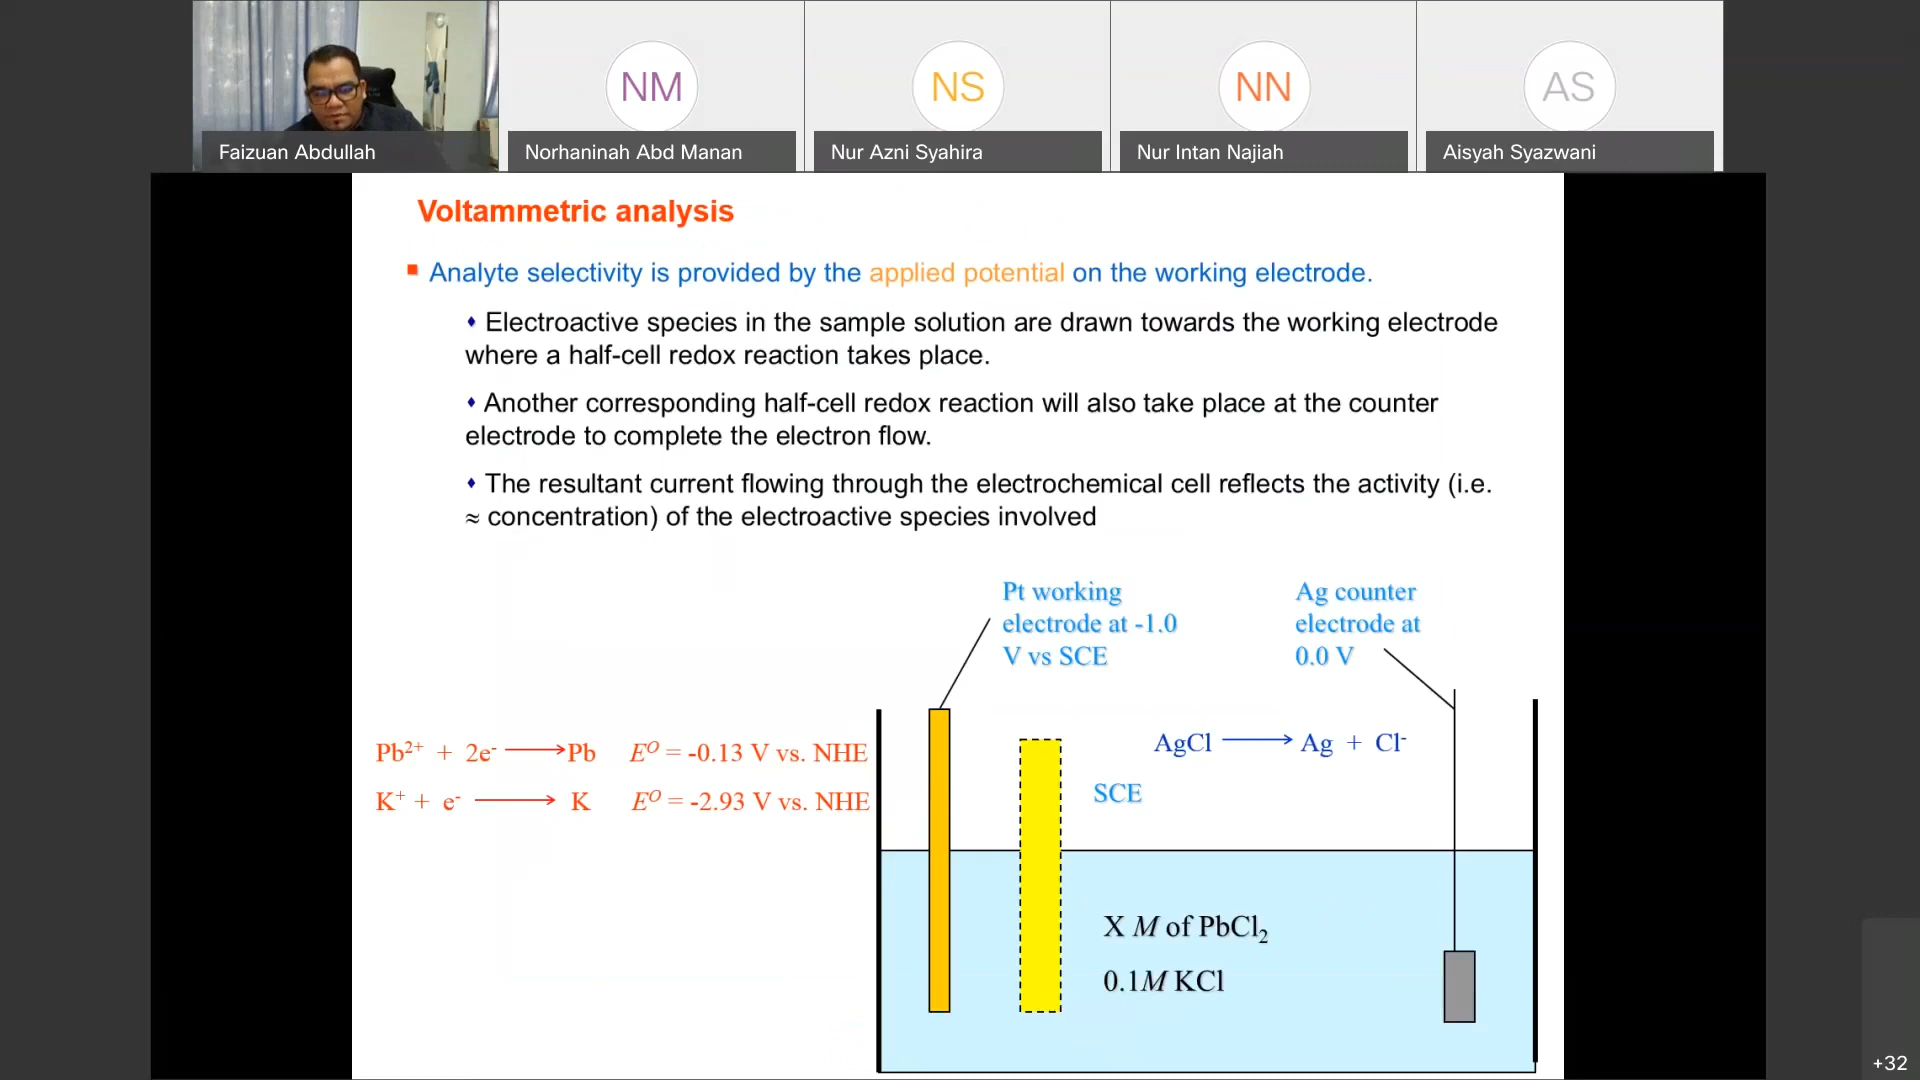 NM
NS
NN
AS
Faizuan Abdullah
Norhaninah Abd Manan
Nur Azni Syahira
Nur Intan Najiah
Aisyah Syazwani
Voltammetric analysis
Analyte selectivity is provided by the applied potential on the working electrode.
Electroactive species in the sample solution are drawn towards the working electrode
where a half-cell redox reaction takes place.
Another corresponding half-cell redox reaction will also take place at the counter
electrode to complete the electron flow.
The resultant current flowing through the electrochemical cell reflects the activity (i.e.
≈ concentration) of the electroactive species involved
Pt working
electrode at -1.0
V vs SCE
Ag counter
electrode at
0.0 V
Pb²⁺ + 2e⁻ ⟶ Pb Eᴼ = -0.13 V vs. NHE
K⁺ + e⁻ ⟶ K Eᴼ = -2.93 V vs. NHE
AgCl ⟶ Ag + Cl⁻
SCE
X M of PbCl₂
0.1M KCl
+32